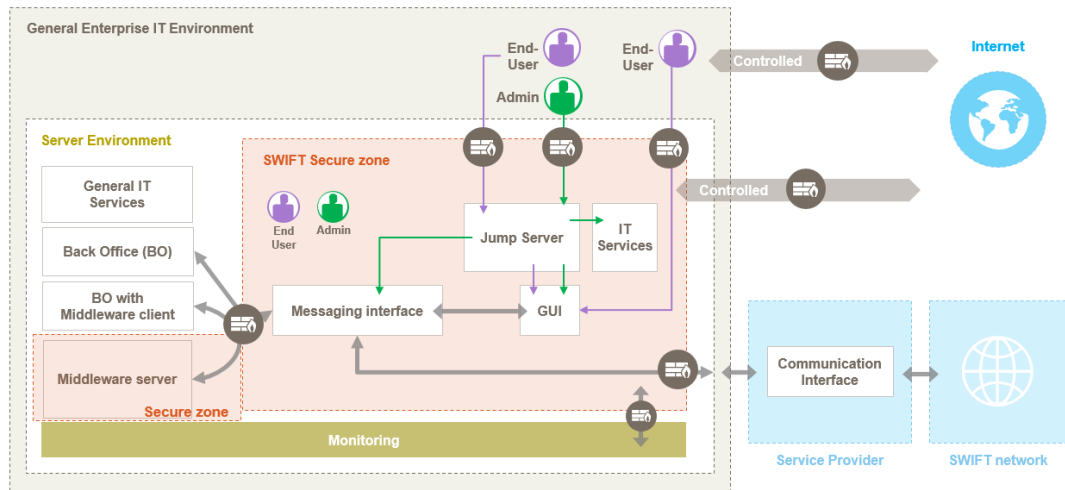 General Enterprise IT Environment
End-
User
End-
User
Controlled
Internet
Admin
Server Environment
SWIFT Secure zone
General IT
Services
Controlled
End
User
Admin
Jump Server
IT
Services
Back Office (BO)
BO with
Middleware client
Messaging interface
GUI
Middleware server
Secure zone
Communication
Interface
Monitoring
Service Provider
SWIFT network